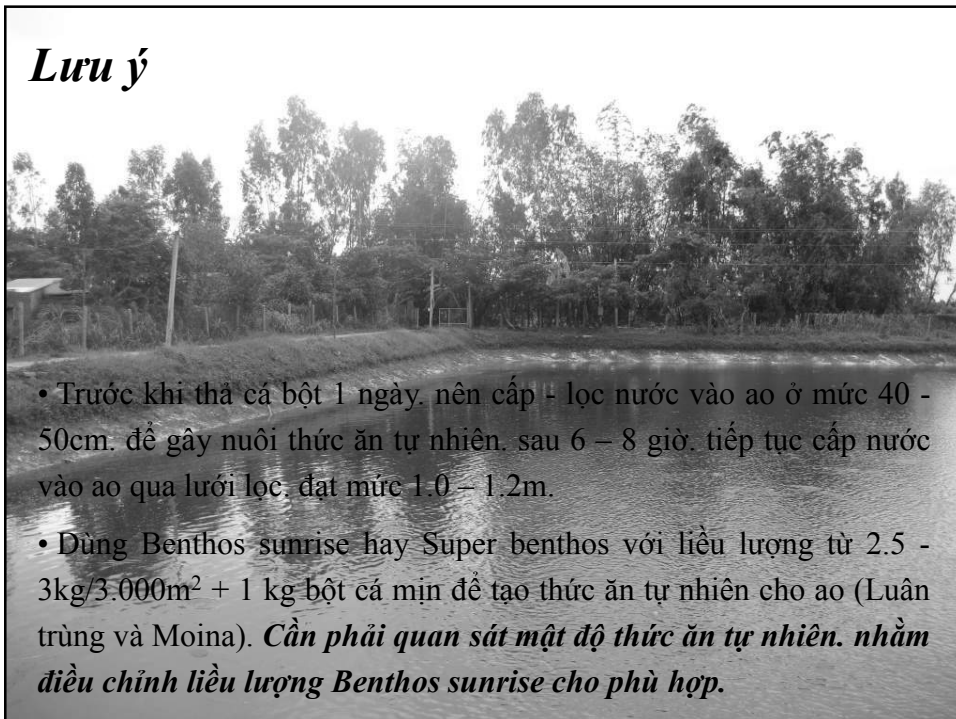 Lưu ý
• Trước khi thả cá bột 1 ngày. nên cấp - lọc nước vào ao ở mức 40 -
50cm. để gây nuôi thức ăn tự nhiên. sau 6 – 8 giờ. tiếp tục cấp nước
vào ao qua lưới lọc. đạt mức 1.0 – 1.2m.
• Dùng Benthos sunrise hay Super benthos với liều lượng từ 2.5 -
3kg/3.000m² + 1 kg bột cá mịn để tạo thức ăn tự nhiên cho ao (Luân
trùng và Moina). Cần phải quan sát mật độ thức ăn tự nhiên. nhằm
điều chỉnh liều lượng Benthos sunrise cho phù hợp.